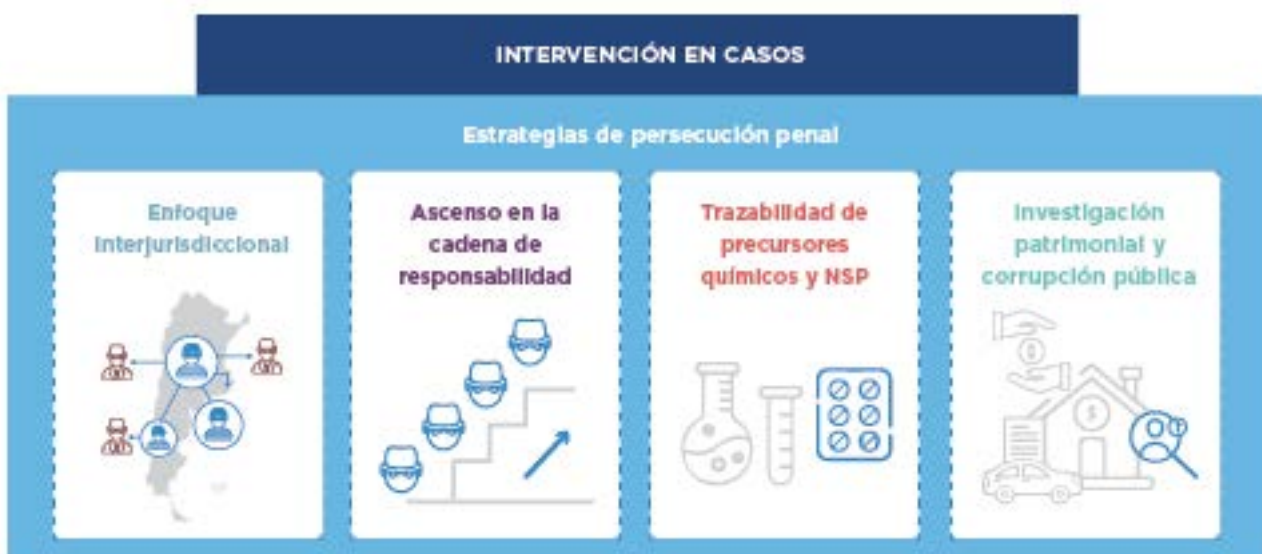 INTERVENCIÓN EN CASOS
Estrategias de persecución penal
Enfoque
interjurisdiccional
Ascenso en la
cadena de
responsabilidad
Trazabilidad de
precursores
químicos y NSP
Investigación
patrimonial y
corrupción pública